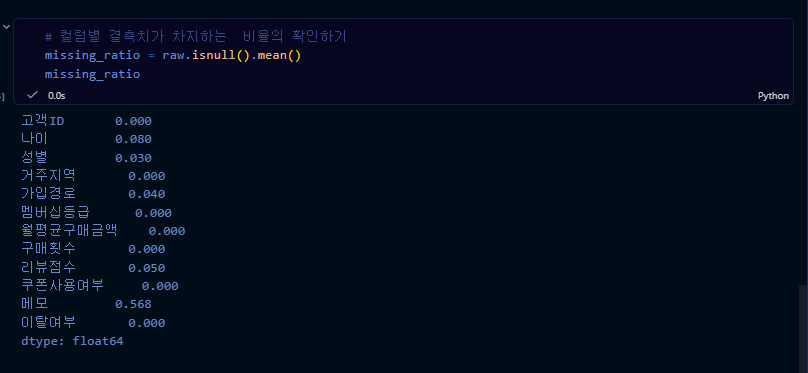 # 컬럼별 결측치가 차지하는  비율의 확인하기
missing_ratio = raw.isnull().mean()
missing_ratio
0.0s
Python
고객ID 0.000
나이 0.080
성별 0.030
거주지역 0.000
가입경로 0.040
멤버십등급 0.000
월평균구매금액 0.000
구매횟수 0.000
리뷰점수 0.050
쿠폰사용여부 0.000
메모 0.568
이탈여부 0.000
dtype: float64